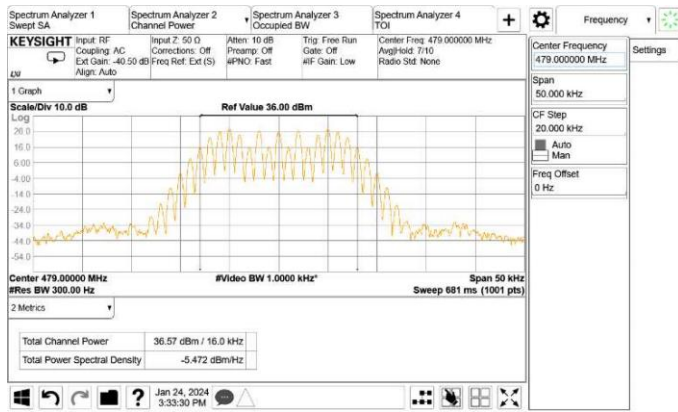 Spectrum Analyzer 1
Swept SA
Spectrum Analyzer 2
Channel Power
Spectrum Analyzer 3
Occupied BW
Spectrum Analyzer 4
TOI
+
Frequency
KEYSIGHT
Input: RF
Coupling: AC
Ext Gain: -40.50 dB
Align: Auto
Input Z: 50 Ω
Corrections: Off
Freq Ref: Ext (S)
Atten: 10 dB
Preamp: Off
#PNO: Fast
Trig: Free Run
Gate: Off
#IF Gain: Low
Center Freq: 479.000000 MHz
Avg|Hold: 7/10
Radio Std: None
Center Frequency
479.000000 MHz
Settings
Span
50.000 kHz
CF Step
20.000 kHz
Auto
Man
Freq Offset
0 Hz
1 Graph
Scale/Div 10.0 dB
Ref Value 36.00 dBm
Log
26.0
16.0
6.00
-4.00
-14.0
-24.0
-34.0
-44.0
-54.0
Center 479.00000 MHz
#Video BW 1.0000 kHz*
Span 50 kHz
#Res BW 300.00 Hz
Sweep 681 ms (1001 pts)
2 Metrics
Total Channel Power 36.57 dBm / 16.0 kHz
Total Power Spectral Density -5.472 dBm/Hz
?
Jan 24, 2024
3:33:30 PM